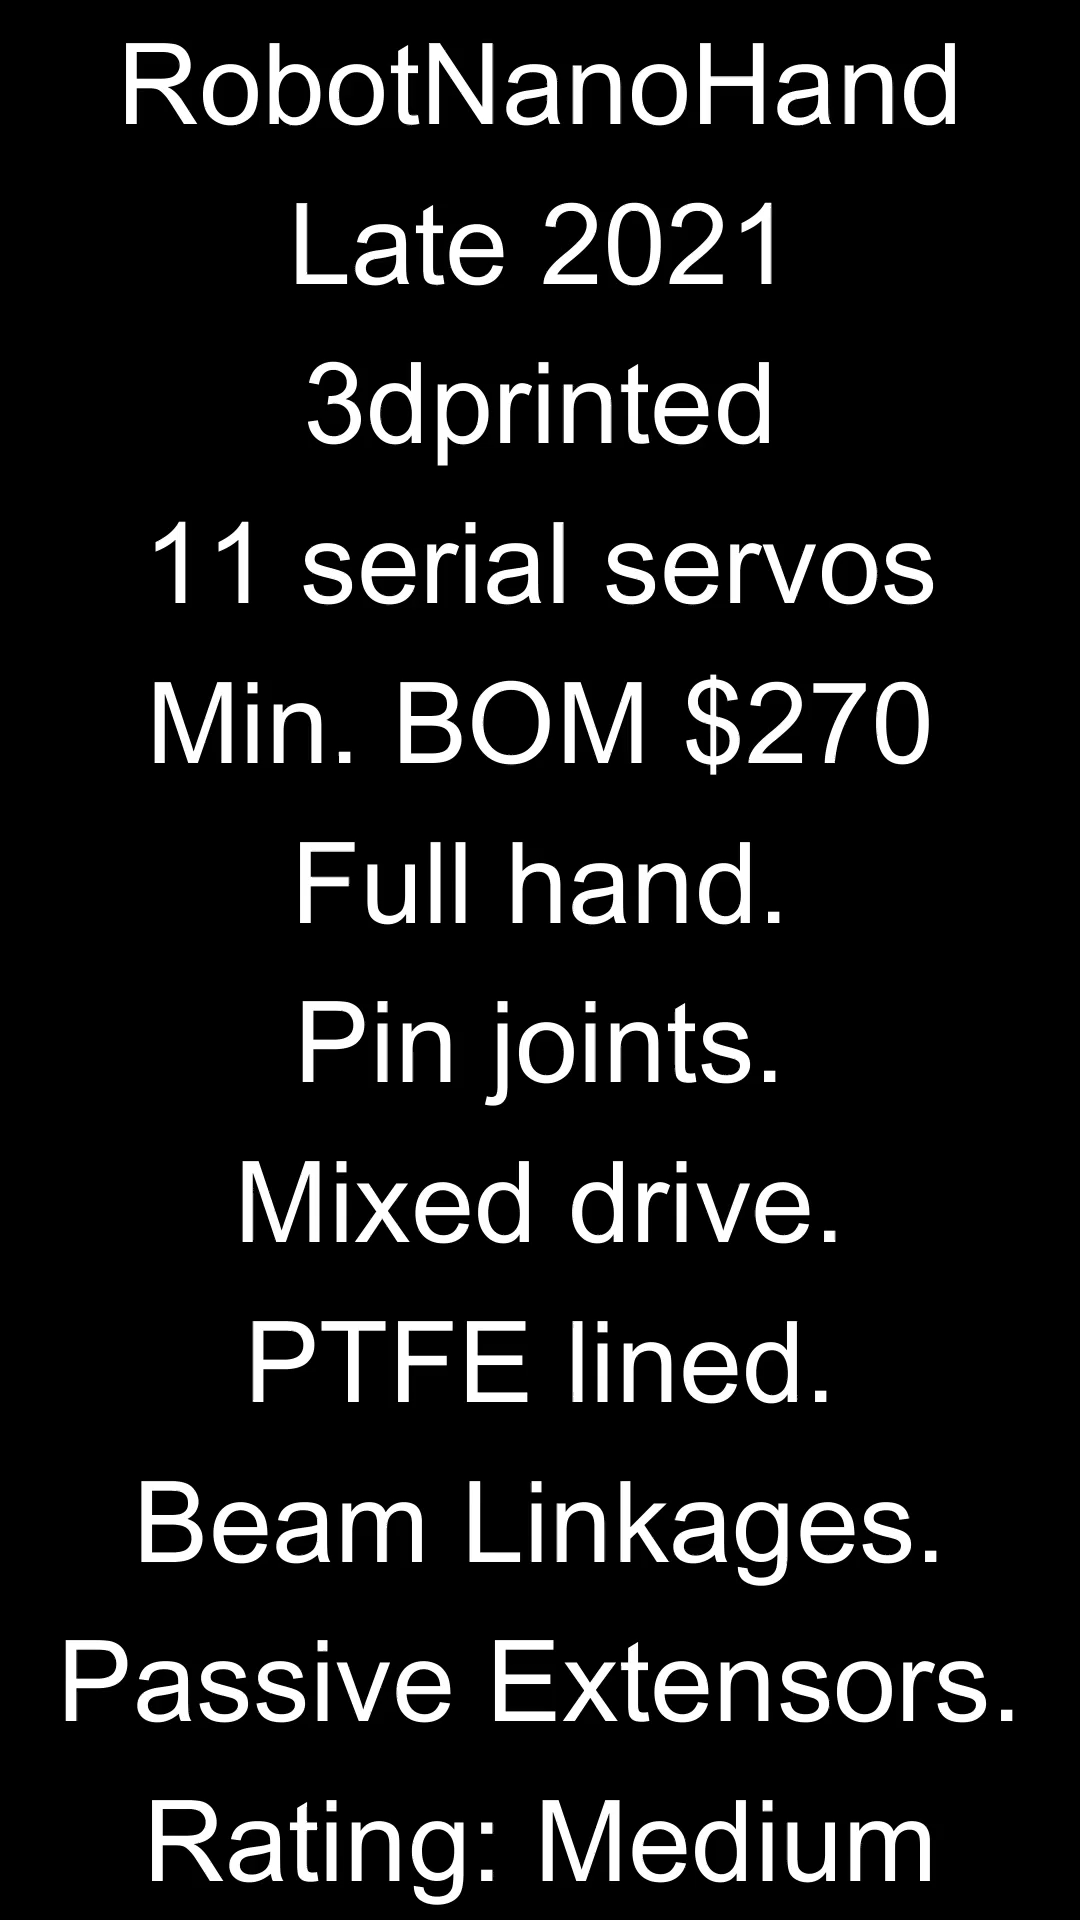 RobotNanoHand
Late 2021
3dprinted
11 serial servos
Min. BOM $270
Full hand.
Pin joints.
Mixed drive.
PTFE lined.
Beam Linkages.
Passive Extensors.
Rating: Medium